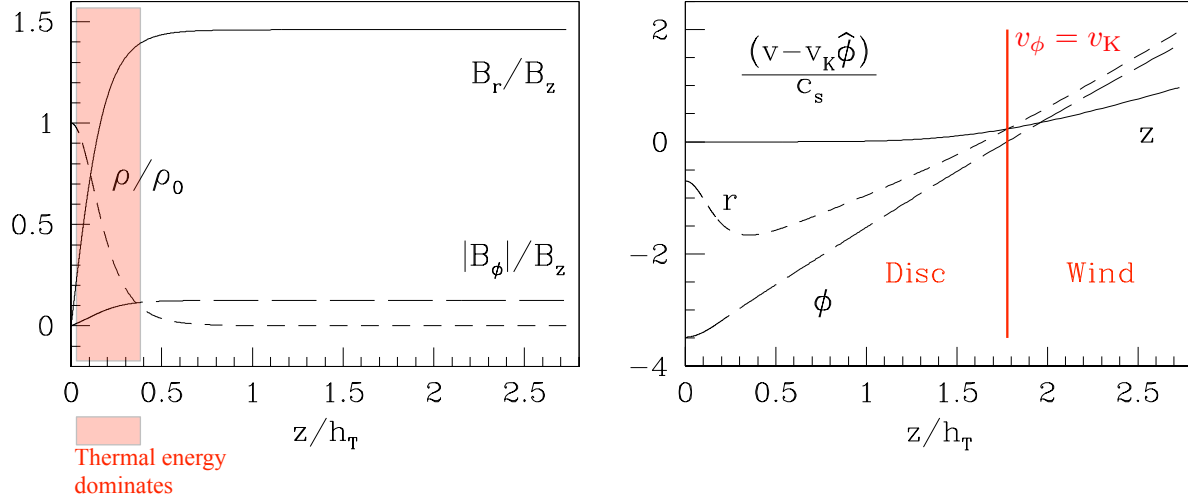 1.5
1
0.5
0
B_r/B_z
ρ/ρ_0
|B_ϕ|/B_z
0 0.5 1 1.5 2 2.5
z/h_T
Thermal energy
dominates
2
0
−2
−4
(v−v_K ϕ̂)
c_s
v_ϕ = v_K
z
r
ϕ
Disc
Wind
0 0.5 1 1.5 2 2.5
z/h_T